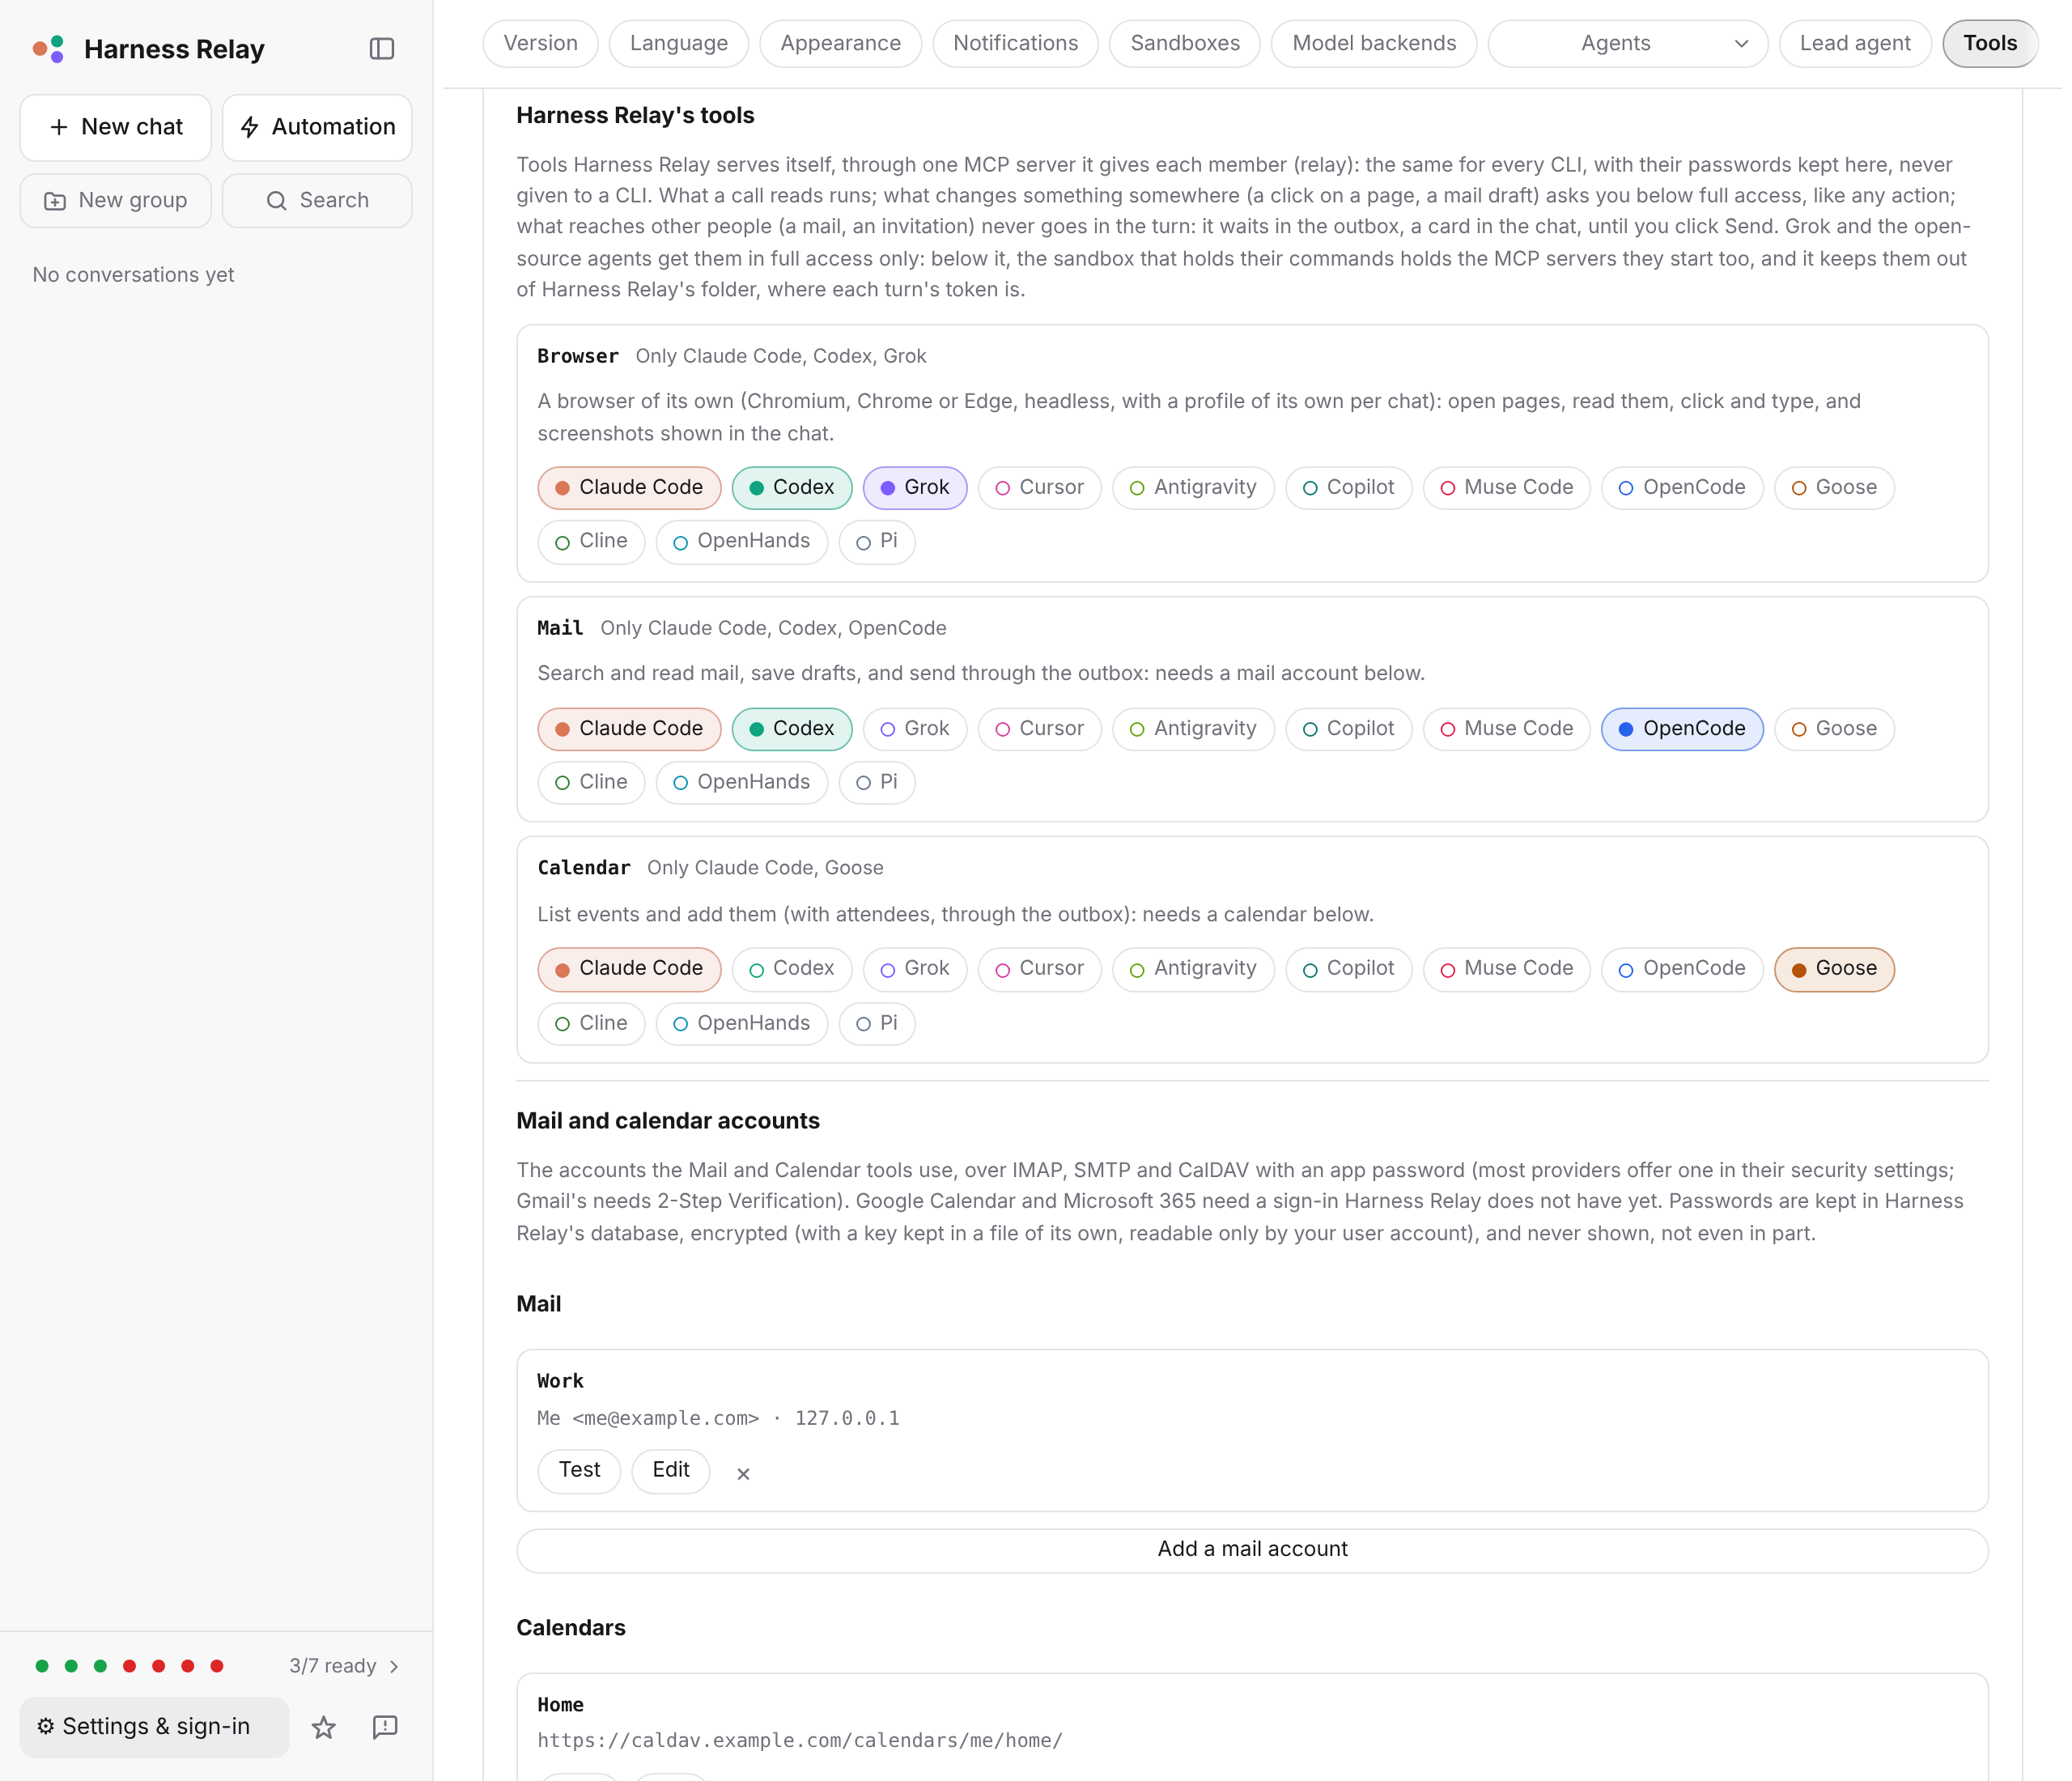 Harness Relay
New chat
Automation
New group
Search
No conversations yet
3/7 ready
Settings & sign-in
Version
Language
Appearance
Notifications
Sandboxes
Model backends
Agents
Lead agent
Tools
Harness Relay's tools
Tools Harness Relay serves itself, through one MCP server it gives each member (relay): the same for every CLI, with their passwords kept here, never
given to a CLI. What a call reads runs; what changes something somewhere (a click on a page, a mail draft) asks you below full access, like any action;
what reaches other people (a mail, an invitation) never goes in the turn: it waits in the outbox, a card in the chat, until you click Send. Grok and the open-
source agents get them in full access only: below it, the sandbox that holds their commands holds the MCP servers they start too, and it keeps them out
of Harness Relay's folder, where each turn's token is.
Browser Only Claude Code, Codex, Grok
A browser of its own (Chromium, Chrome or Edge, headless, with a profile of its own per chat): open pages, read them, click and type, and
screenshots shown in the chat.
Claude Code Codex Grok Cursor Antigravity Copilot Muse Code OpenCode Goose
Cline OpenHands Pi
Mail Only Claude Code, Codex, OpenCode
Search and read mail, save drafts, and send through the outbox: needs a mail account below.
Claude Code Codex Grok Cursor Antigravity Copilot Muse Code OpenCode Goose
Cline OpenHands Pi
Calendar Only Claude Code, Goose
List events and add them (with attendees, through the outbox): needs a calendar below.
Claude Code Codex Grok Cursor Antigravity Copilot Muse Code OpenCode Goose
Cline OpenHands Pi
Mail and calendar accounts
The accounts the Mail and Calendar tools use, over IMAP, SMTP and CalDAV with an app password (most providers offer one in their security settings;
Gmail's needs 2-Step Verification). Google Calendar and Microsoft 365 need a sign-in Harness Relay does not have yet. Passwords are kept in Harness
Relay's database, encrypted (with a key kept in a file of its own, readable only by your user account), and never shown, not even in part.
Mail
Work
Me <me@example.com> · 127.0.0.1
Test Edit ×
Add a mail account
Calendars
Home
https://caldav.example.com/calendars/me/home/